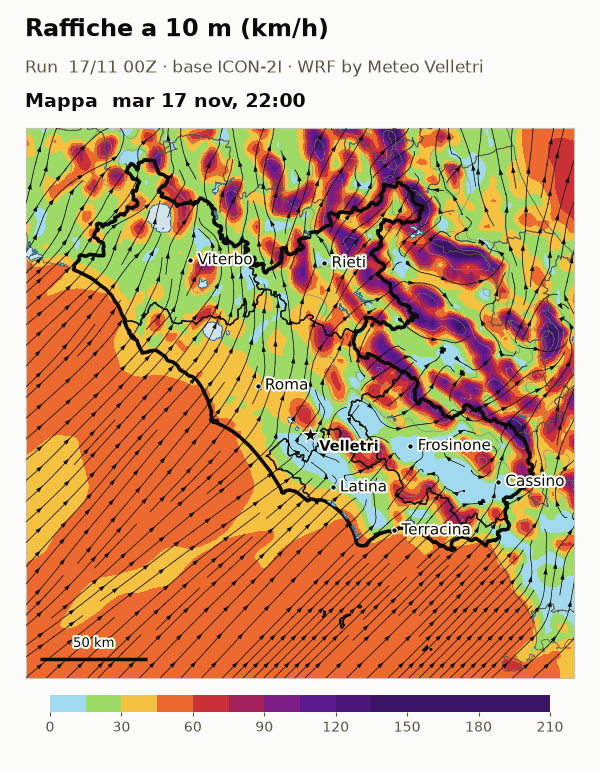 Raffiche a 10 m (km/h)
Run  17/11 00Z · base ICON-2I · WRF by Meteo Velletri
Mappa  mar 17 nov, 22:00
Viterbo
Rieti
Roma
Velletri
Frosinone
Latina
Cassino
Terracina
50 km
0 30 60 90 120 150 180 210